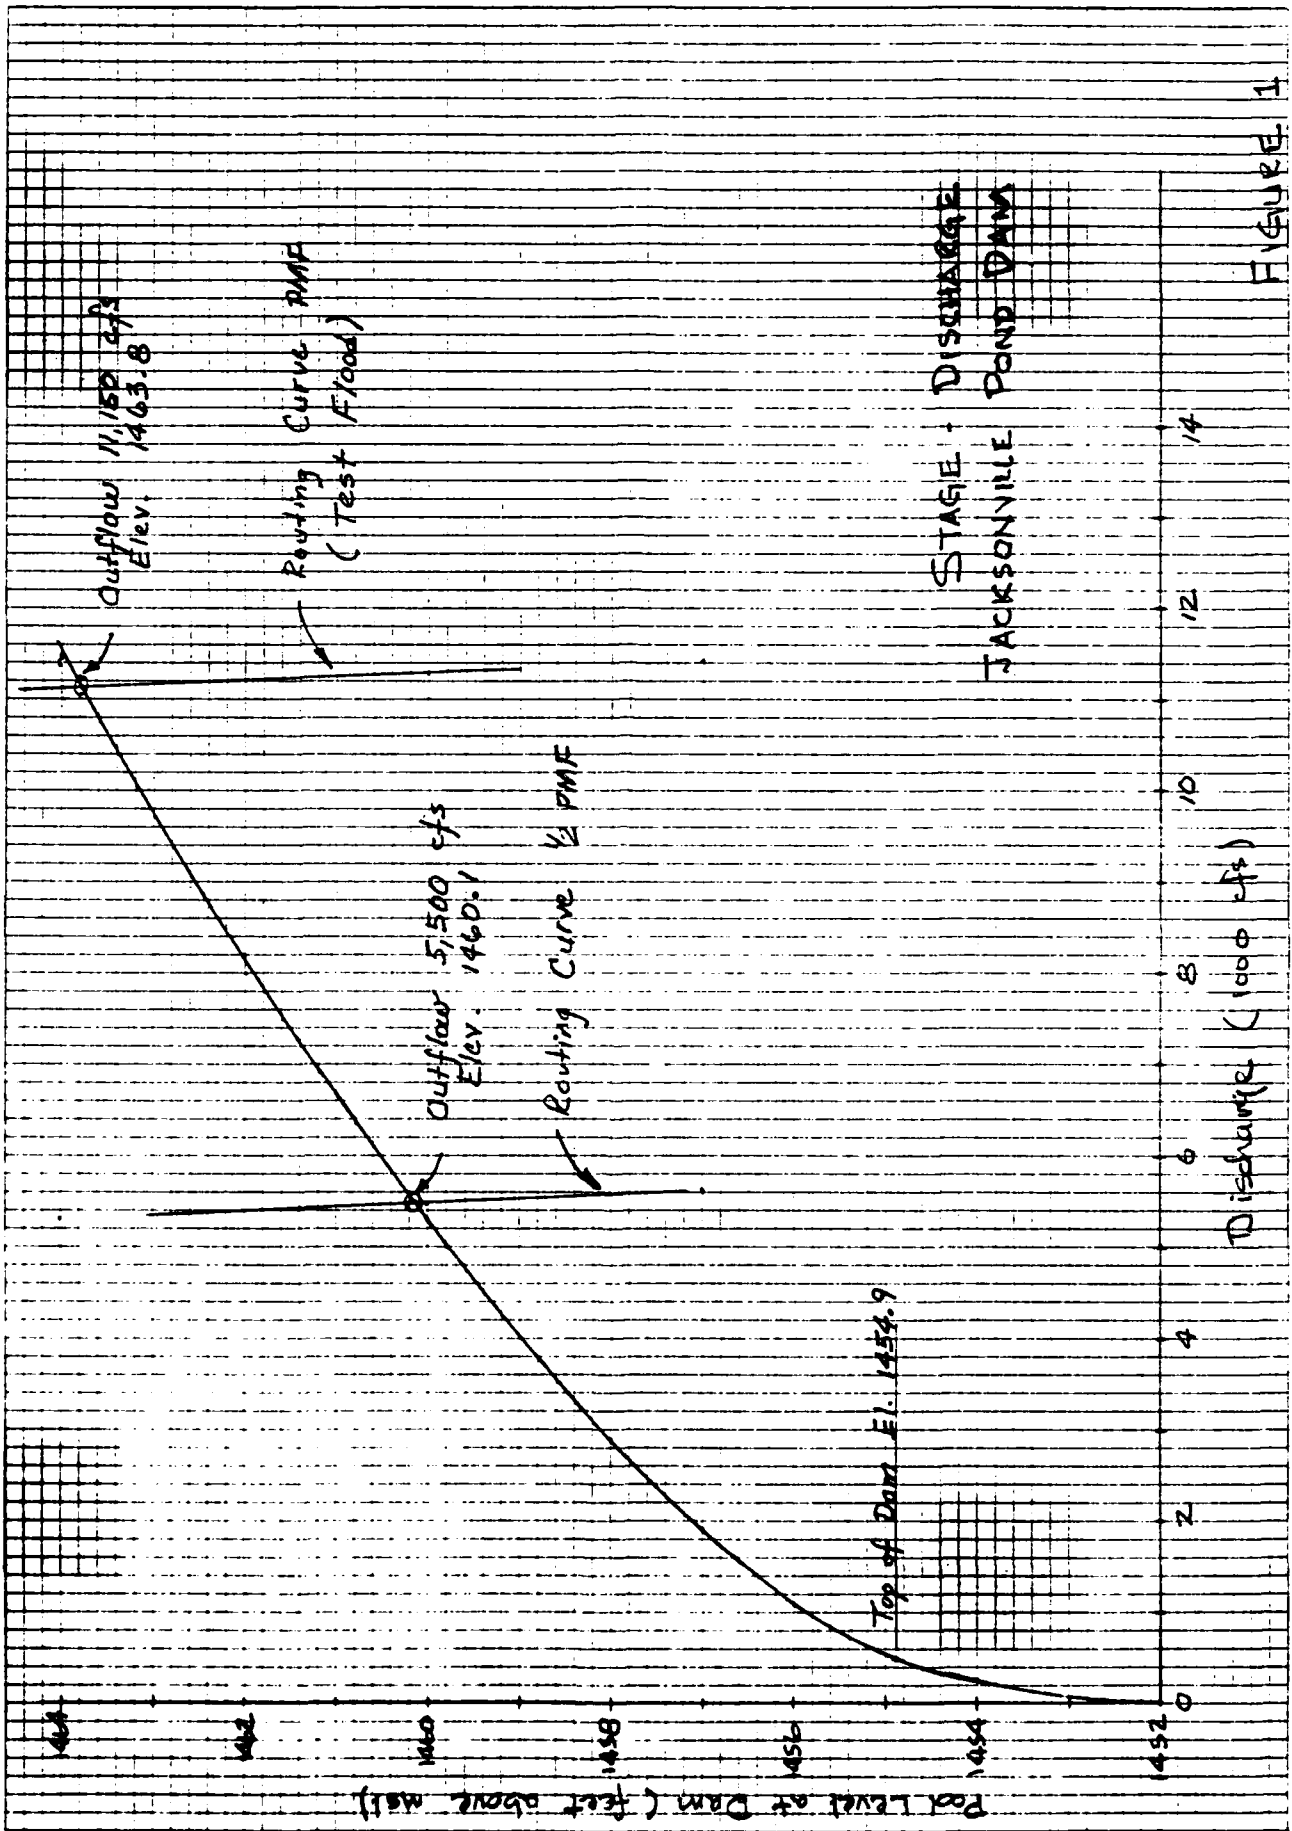 Outflow 11,150 cfs
Elev. 1463.8
Routing Curve PMF
(Test Flood)
Outflow 5,500 cfs
Elev. 1460.1
Routing Curve ½ PMF
Top of Dam El. 1454.9
STAGE - DISCHARGE
JACKSONVILLE POND DAM
Pool Level at Dam (feet above msl)
1464
1462
1460
1458
1456
1454
1452
0
2
4
6
8
10
12
14
Discharge (1000 cfs)
FIGURE 1